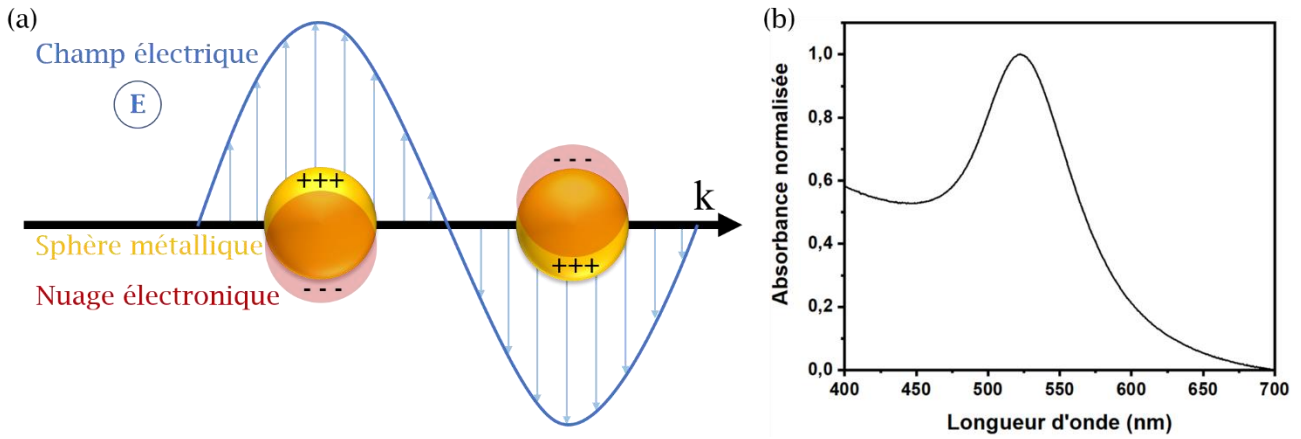 (a)
Champ électrique
E
+++
- - -
k
Sphère métallique
+++
Nuage électronique
- - -
(b)
Absorbance normalisée
1,0
0,8
0,6
0,4
0,2
0,0
400
450
500
550
600
650
700
Longueur d'onde (nm)